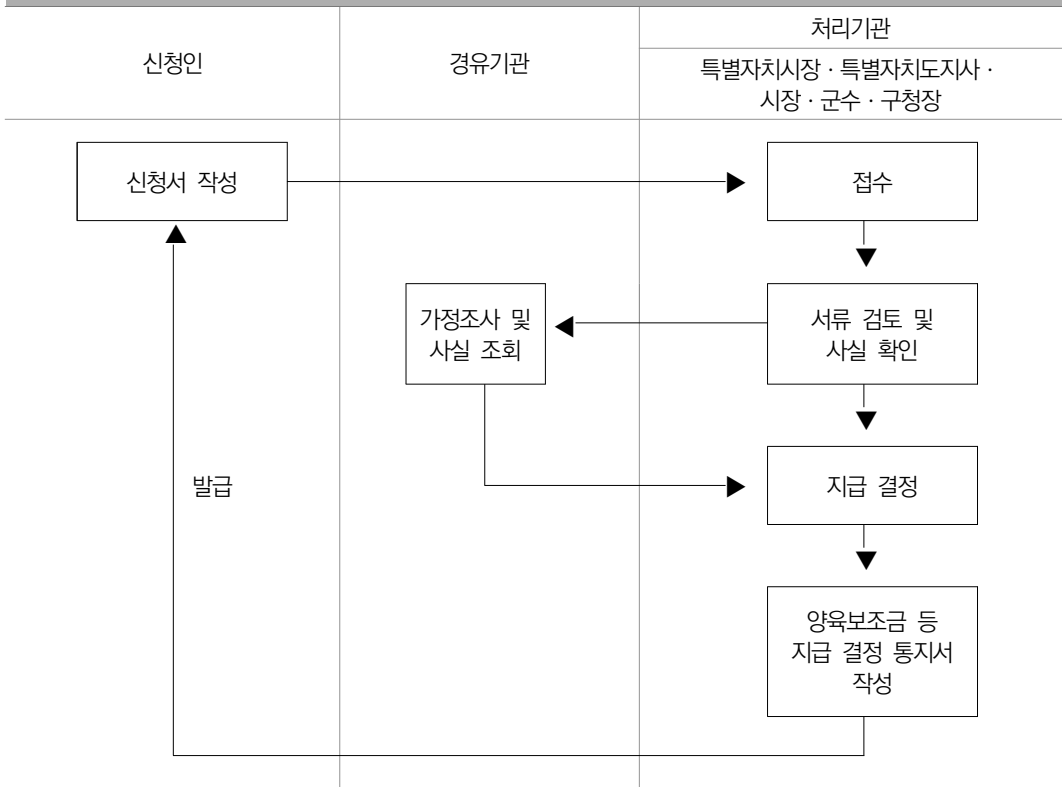 신청인
경유기관
처리기관
특별자치시장 · 특별자치도지사 ·
시장 · 군수 · 구청장
신청서 작성
접수
가정조사 및
사실 조회
서류 검토 및
사실 확인
발급
지급 결정
양육보조금 등
지급 결정 통지서
작성